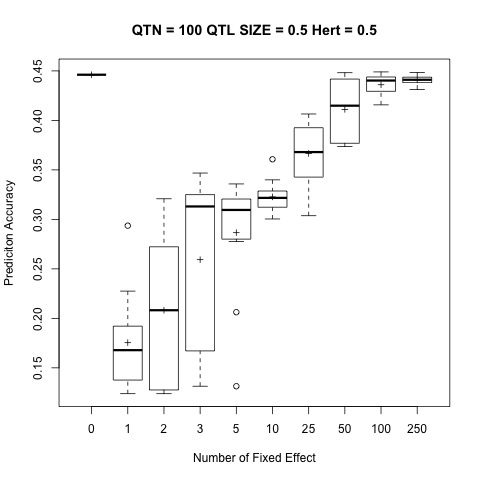 QTN = 100 QTL SIZE = 0.5 Hert = 0.5
Prediciton Accuracy
0.45
0.40
0.35
0.30
0.25
0.20
0.15
0 1 2 3 5 10 25 50 100 250
Number of Fixed Effect